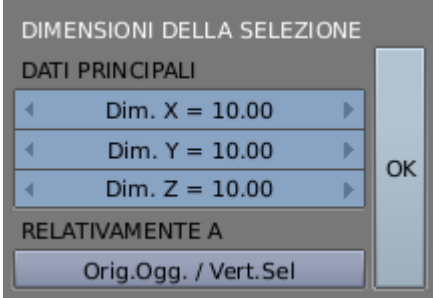 DIMENSIONI DELLA SELEZIONE
DATI PRINCIPALI
Dim. X = 10.00
Dim. Y = 10.00
Dim. Z = 10.00
OK
RELATIVAMENTE A
Orig.Ogg. / Vert.Sel